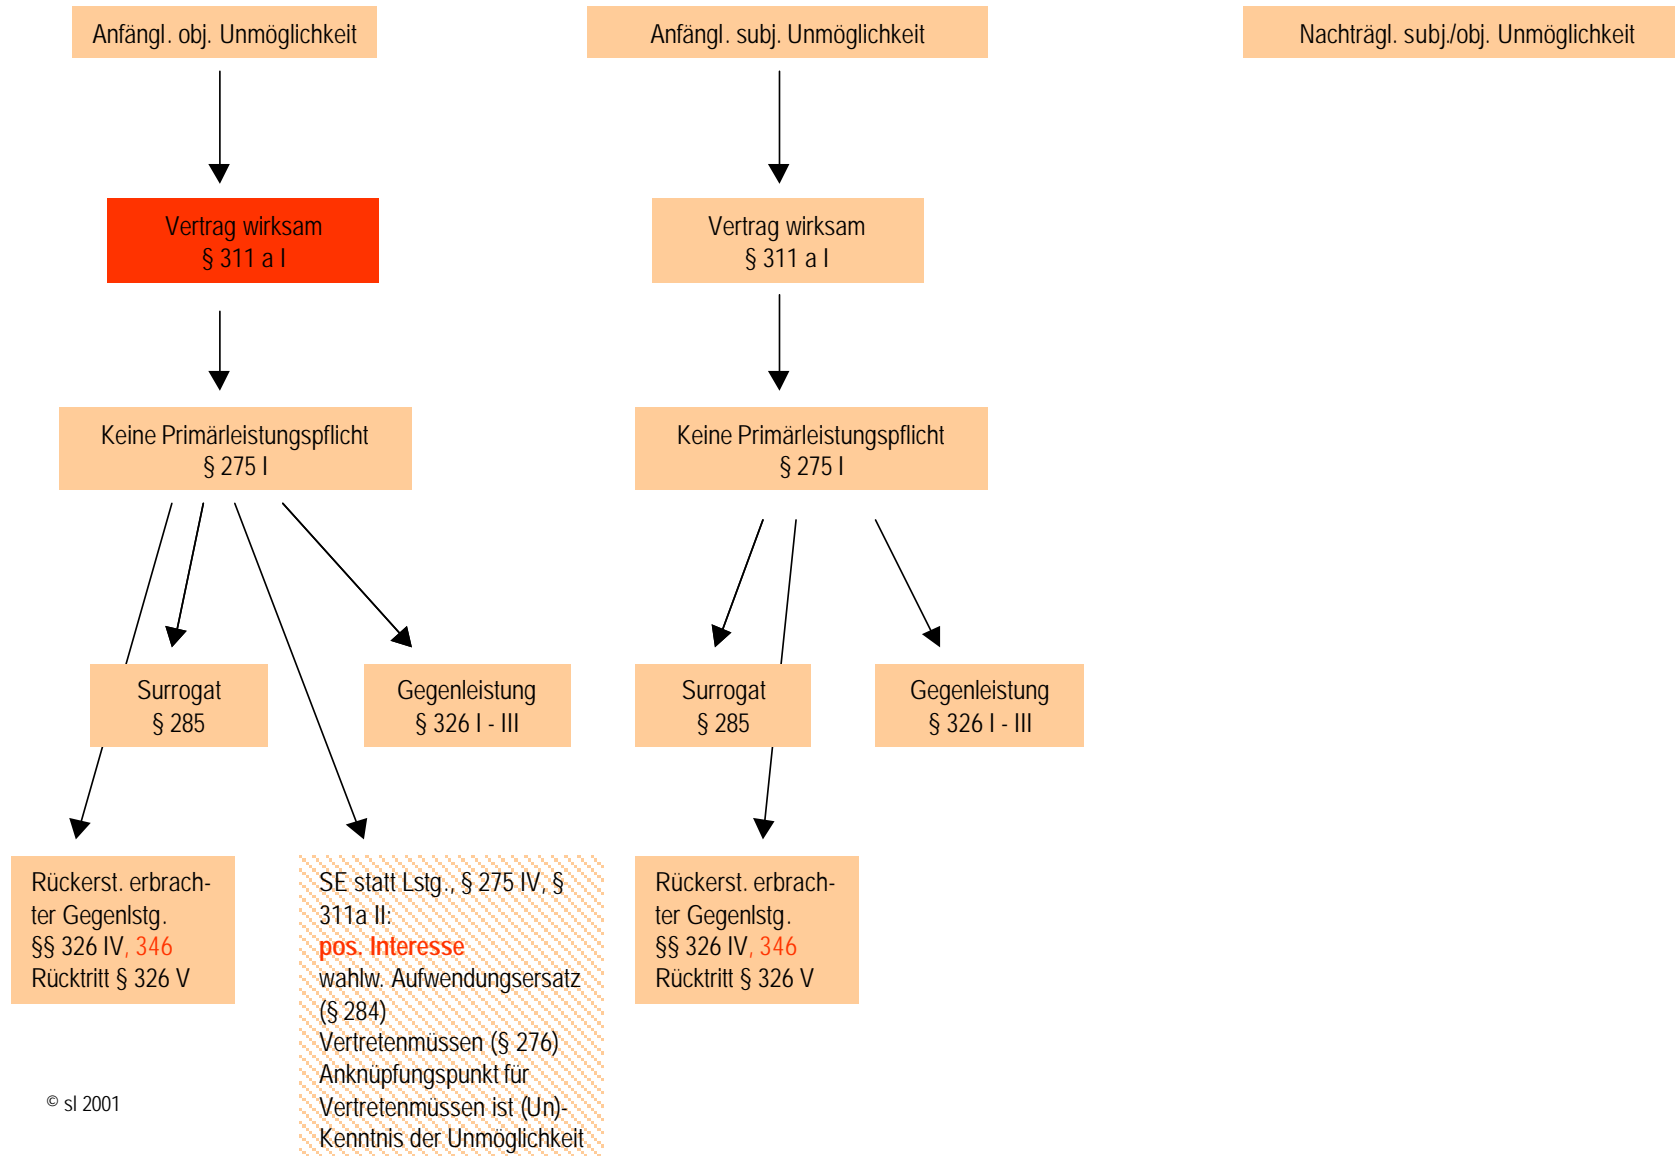 Anfängl. obj. Unmöglichkeit
Anfängl. subj. Unmöglichkeit
Nachträgl. subj./obj. Unmöglichkeit
Vertrag wirksam
§ 311 a I
Vertrag wirksam
§ 311 a I
Keine Primärleistungspflicht
§ 275 I
Keine Primärleistungspflicht
§ 275 I
Surrogat
§ 285
Gegenleistung
§ 326 I - III
Surrogat
§ 285
Gegenleistung
§ 326 I - III
Rückerst. erbrach-
ter Gegenlstg.
§§ 326 IV, 346
Rücktritt § 326 V
SE statt Lstg., § 275 IV, §
311a II:
pos. Interesse
wahlw. Aufwendungsersatz
(§ 284)
Vertretenmüssen (§ 276)
Anknüpfungspunkt für
Vertretenmüssen ist (Un)-
Kenntnis der Unmöglichkeit
Rückerst. erbrach-
ter Gegenlstg.
§§ 326 IV, 346
Rücktritt § 326 V
© sl 2001